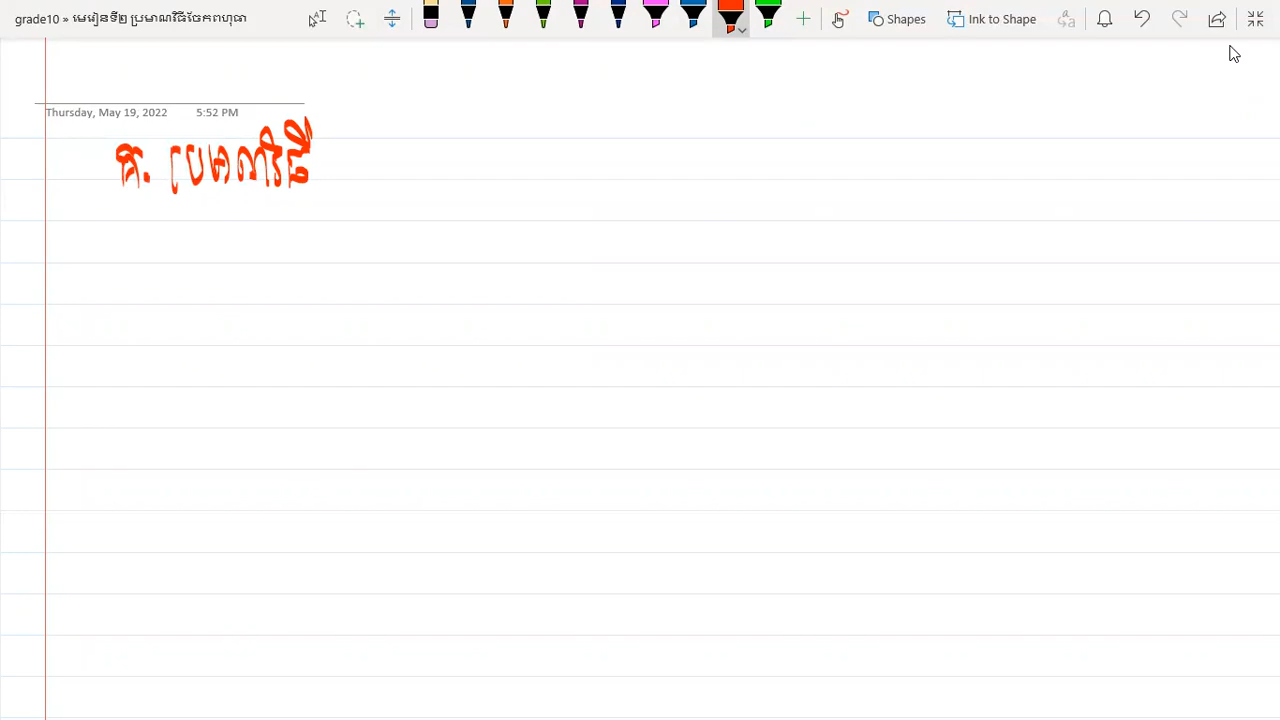 grade10 » មេរៀនទី២ ប្រមាណវិធីចែកពហុធា
Shapes
Ink to Shape
Thursday, May 19, 2022 5:52 PM
គ. ប្រមាណវិធី